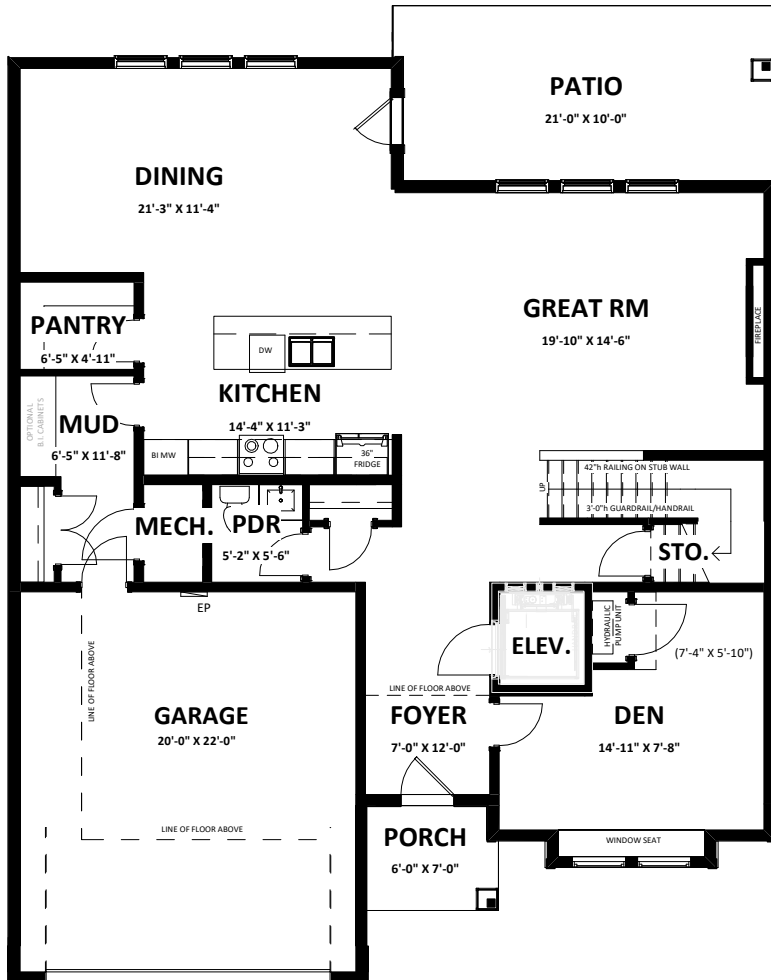 PATIO
21'-0" X 10'-0"
DINING
21'-3" X 11'-4"
GREAT RM
19'-10" X 14'-6"
FIREPLACE
PANTRY
6'-5" X 4'-11"
DW
KITCHEN
14'-4" X 11'-3"
OPTIONAL
B.I. CABINETS
MUD
6'-5" X 11'-8"
BI MW
36"
FRIDGE
42"h RAILING ON STUB WALL
UP
3'-0"h GUARDRAIL/HANDRAIL
MECH.
PDR
5'-2" X 5'-6"
STO.
EP
ELEV.
HYDRAULIC
PUMP UNIT
(7'-4" X 5'-10")
LINE OF FLOOR ABOVE
LINE OF FLOOR ABOVE
GARAGE
20'-0" X 22'-0"
FOYER
7'-0" X 12'-0"
DEN
14'-11" X 7'-8"
LINE OF FLOOR ABOVE
PORCH
6'-0" X 7'-0"
WINDOW SEAT